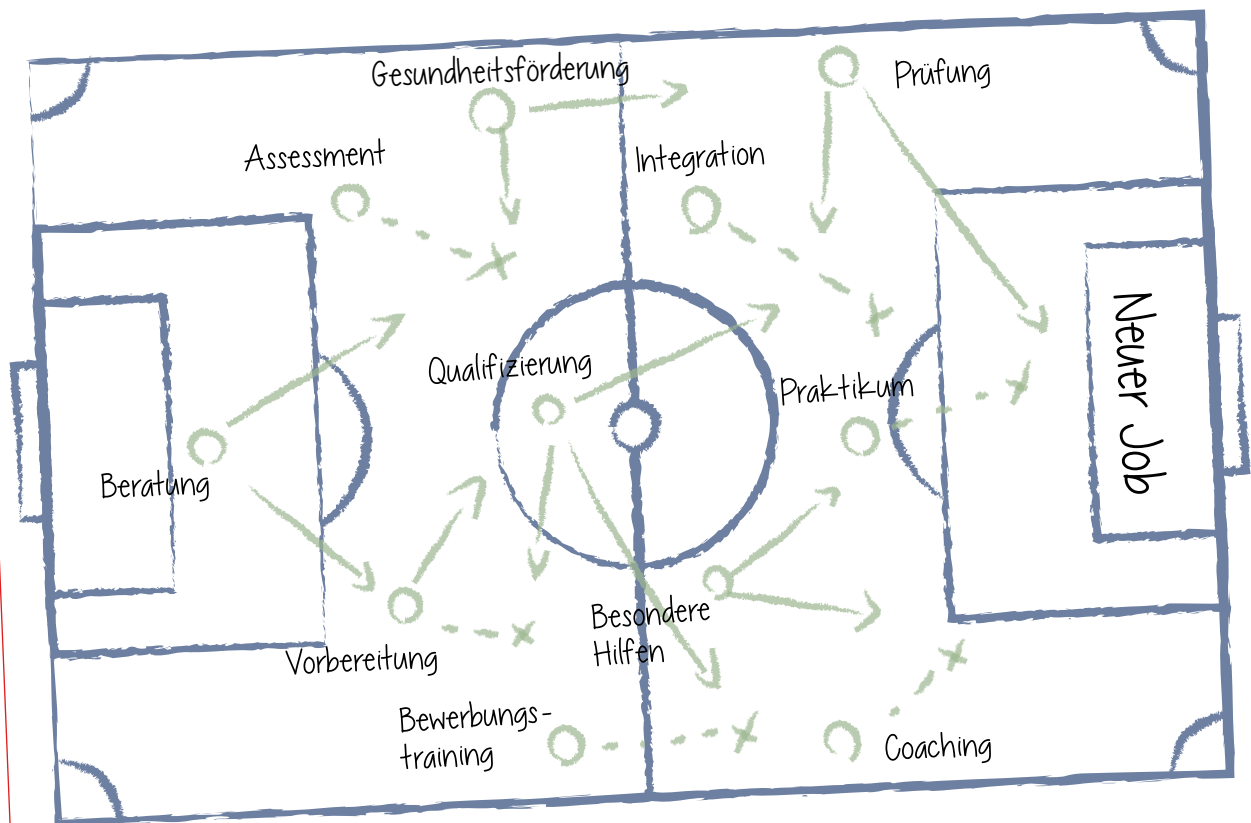 Gesundheitsförderung
Prüfung
Assessment
Integration
Neuer Job
Qualifizierung
Praktikum
Beratung
Besondere
Hilfen
Vorbereitung
Bewerbungs-
training
Coaching